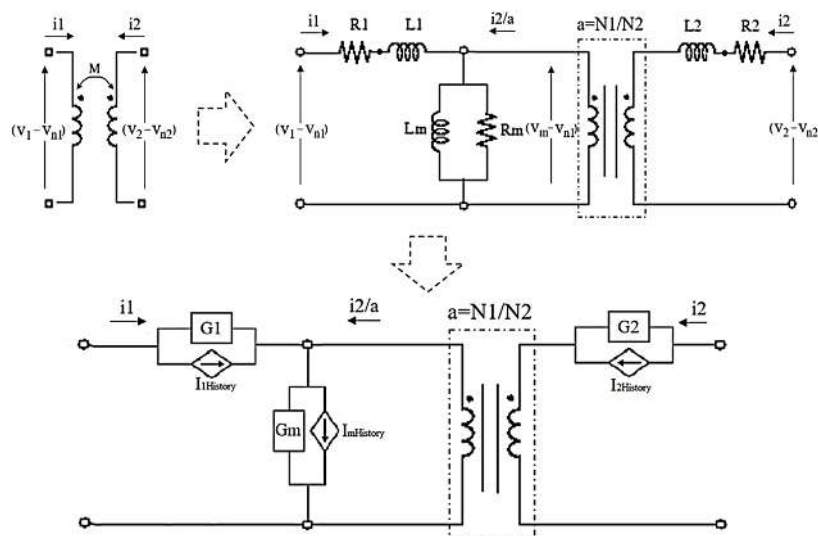 i1
i2
M
(V1−Vn1)
(V2−Vn2)
i1
R1
L1
i2/a
a=N1/N2
L2
R2
i2
(V1−Vn1)
Lm
Rm
(Vm−Vn1)
(V2−Vn2)
i1
G1
I1History
i2/a
a=N1/N2
G2
i2
I2History
Gm
ImHistory